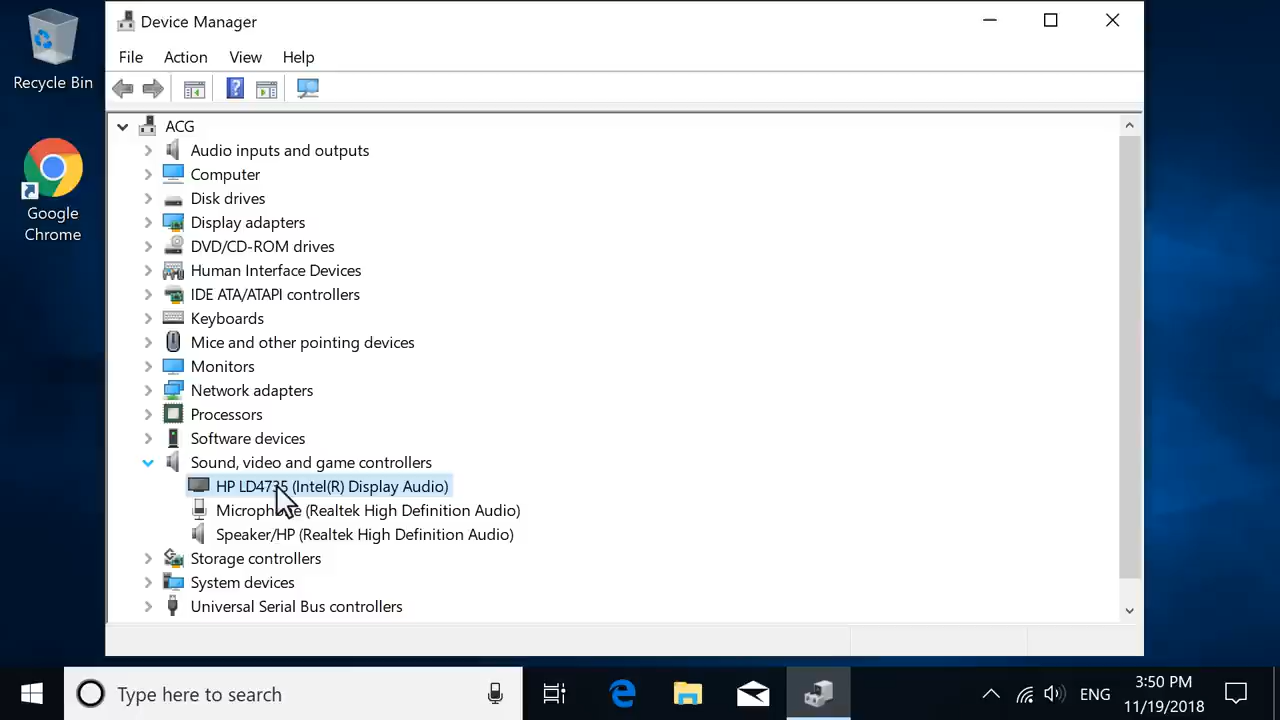 Device Manager
File Action View Help
Recycle Bin
Google
Chrome
ACG
Audio inputs and outputs
Computer
Disk drives
Display adapters
DVD/CD-ROM drives
Human Interface Devices
IDE ATA/ATAPI controllers
Keyboards
Mice and other pointing devices
Monitors
Network adapters
Processors
Software devices
Sound, video and game controllers
HP LD4735 (Intel(R) Display Audio)
Microphone (Realtek High Definition Audio)
Speaker/HP (Realtek High Definition Audio)
Storage controllers
System devices
Universal Serial Bus controllers
Type here to search
ENG
3:50 PM
11/19/2018